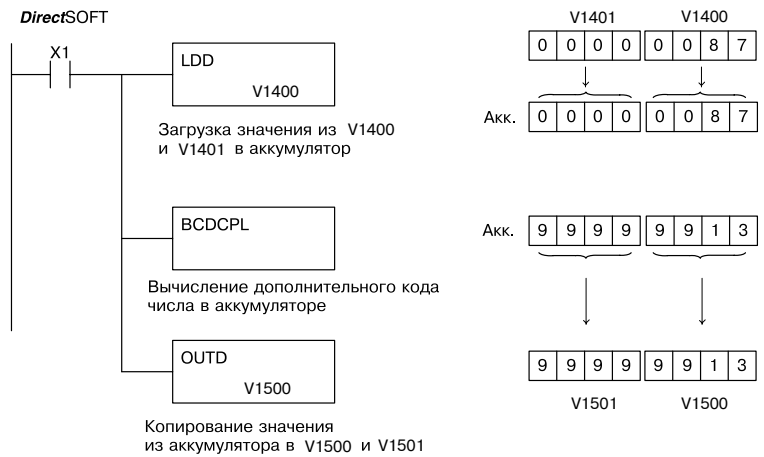 DirectSOFT
X1
LDD
V1400
Загрузка значения из V1400
и V1401 в аккумулятор
BCDCPL
Вычисление дополнительного кода
числа в аккумуляторе
OUTD
V1500
Копирование значения
из аккумулятора в V1500 и V1501
V1401 V1400
0 0 0 0 0 0 8 7
Акк. 0 0 0 0 0 0 8 7
Акк. 9 9 9 9 9 9 1 3
9 9 9 9 9 9 1 3
V1501 V1500